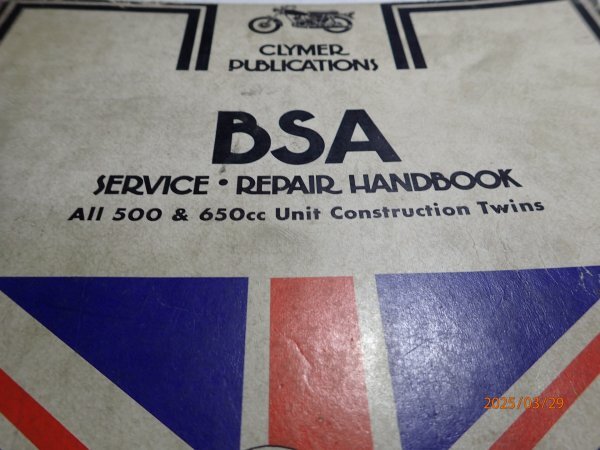 CLYMER
PUBLICATIONS
BSA
SERVICE • REPAIR HANDBOOK
All 500 & 650cc Unit Construction Twins
2025/03/29